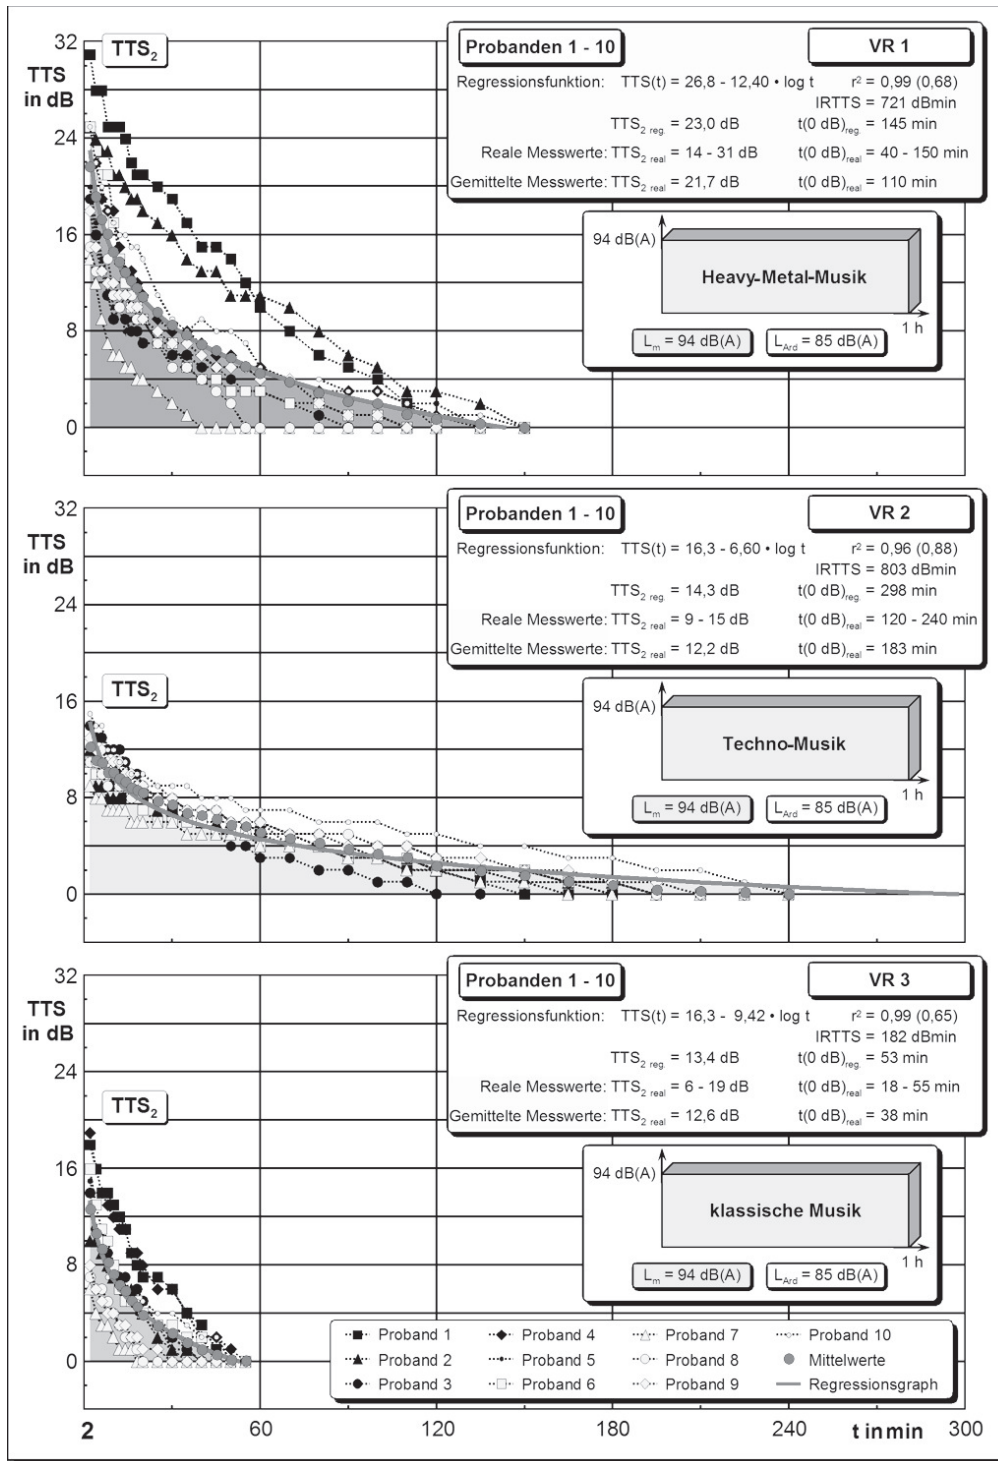 32
TTS₂
TTS
in dB
24
16
8
0
Probanden 1 - 10
VR 1
Regressionsfunktion: TTS(t) = 26,8 - 12,40 • log t r² = 0,99 (0,68)
IRTTS = 721 dBmin
TTS₂ reg. = 23,0 dB t(0 dB)reg. = 145 min
Reale Messwerte: TTS₂ real = 14 - 31 dB t(0 dB)real = 40 - 150 min
Gemittelte Messwerte: TTS₂ real = 21,7 dB t(0 dB)real = 110 min
94 dB(A)
Heavy-Metal-Musik
1 h
Lm = 94 dB(A) LArd = 85 dB(A)
32
TTS
in dB
24
16
TTS₂
8
0
Probanden 1 - 10
VR 2
Regressionsfunktion: TTS(t) = 16,3 - 6,60 • log t r² = 0,96 (0,88)
IRTTS = 803 dBmin
TTS₂ reg. = 14,3 dB t(0 dB)reg. = 298 min
Reale Messwerte: TTS₂ real = 9 - 15 dB t(0 dB)real = 120 - 240 min
Gemittelte Messwerte: TTS₂ real = 12,2 dB t(0 dB)real = 183 min
94 dB(A)
Techno-Musik
1 h
Lm = 94 dB(A) LArd = 85 dB(A)
32
TTS
in dB
24
TTS₂
16
8
0
Probanden 1 - 10
VR 3
Regressionsfunktion: TTS(t) = 16,3 - 9,42 • log t r² = 0,99 (0,65)
IRTTS = 182 dBmin
TTS₂ reg. = 13,4 dB t(0 dB)reg. = 53 min
Reale Messwerte: TTS₂ real = 6 - 19 dB t(0 dB)real = 18 - 55 min
Gemittelte Messwerte: TTS₂ real = 12,6 dB t(0 dB)real = 38 min
94 dB(A)
klassische Musik
1 h
Lm = 94 dB(A) LArd = 85 dB(A)
Proband 1 Proband 4 Proband 7 Proband 10
Proband 2 Proband 5 Proband 8 Mittelwerte
Proband 3 Proband 6 Proband 9 Regressionsgraph
2 60 120 180 240 t in min 300